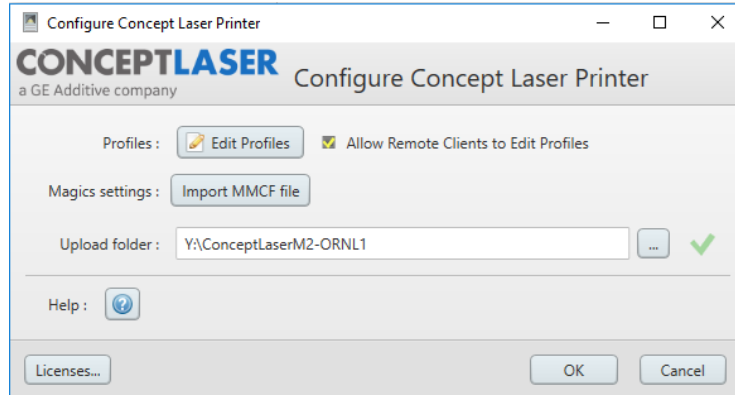 Configure Concept Laser Printer
CONCEPTLASER
a GE Additive company
Configure Concept Laser Printer
Profiles : Edit Profiles Allow Remote Clients to Edit Profiles
Magics settings : Import MMCF file
Upload folder : Y:\ConceptLaserM2-ORNL1 ...
Help : ?
Licenses... OK Cancel